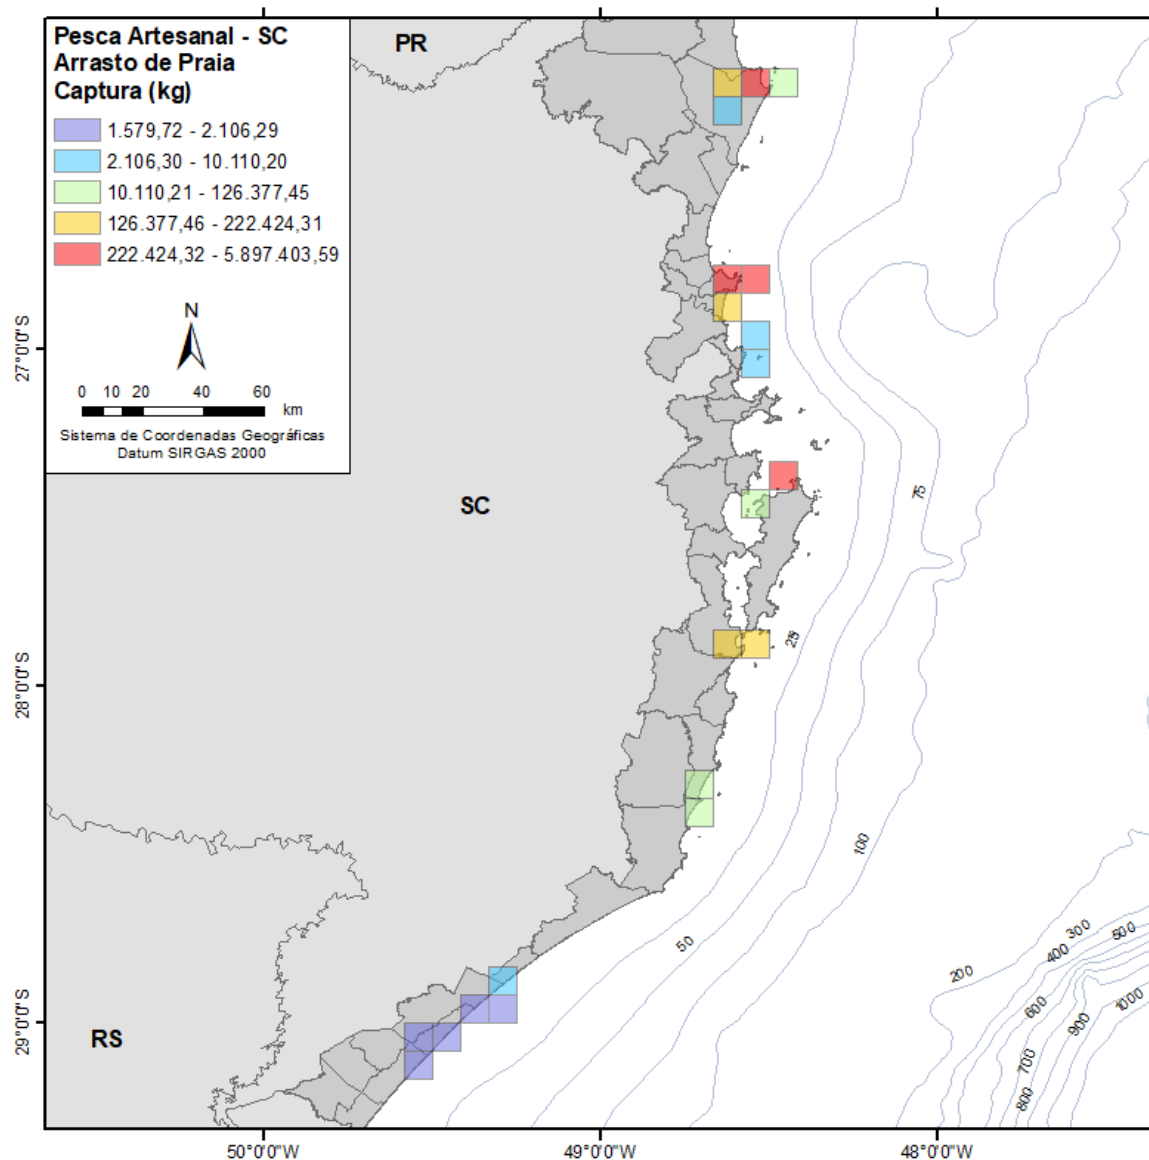 Pesca Artesanal - SC
Arrasto de Praia
Captura (kg)
1.579,72 - 2.106,29
2.106,30 - 10.110,20
10.110,21 - 126.377,45
126.377,46 - 222.424,31
222.424,32 - 5.897.403,59
N
0 10 20 40 60
km
Sistema de Coordenadas Geográficas
Datum SIRGAS 2000
PR
SC
RS
27°0'0"S
28°0'0"S
29°0'0"S
75
25
100
50
200
300
400
500
600
700
800
900
1000
50°0'0"W
49°0'0"W
48°0'0"W